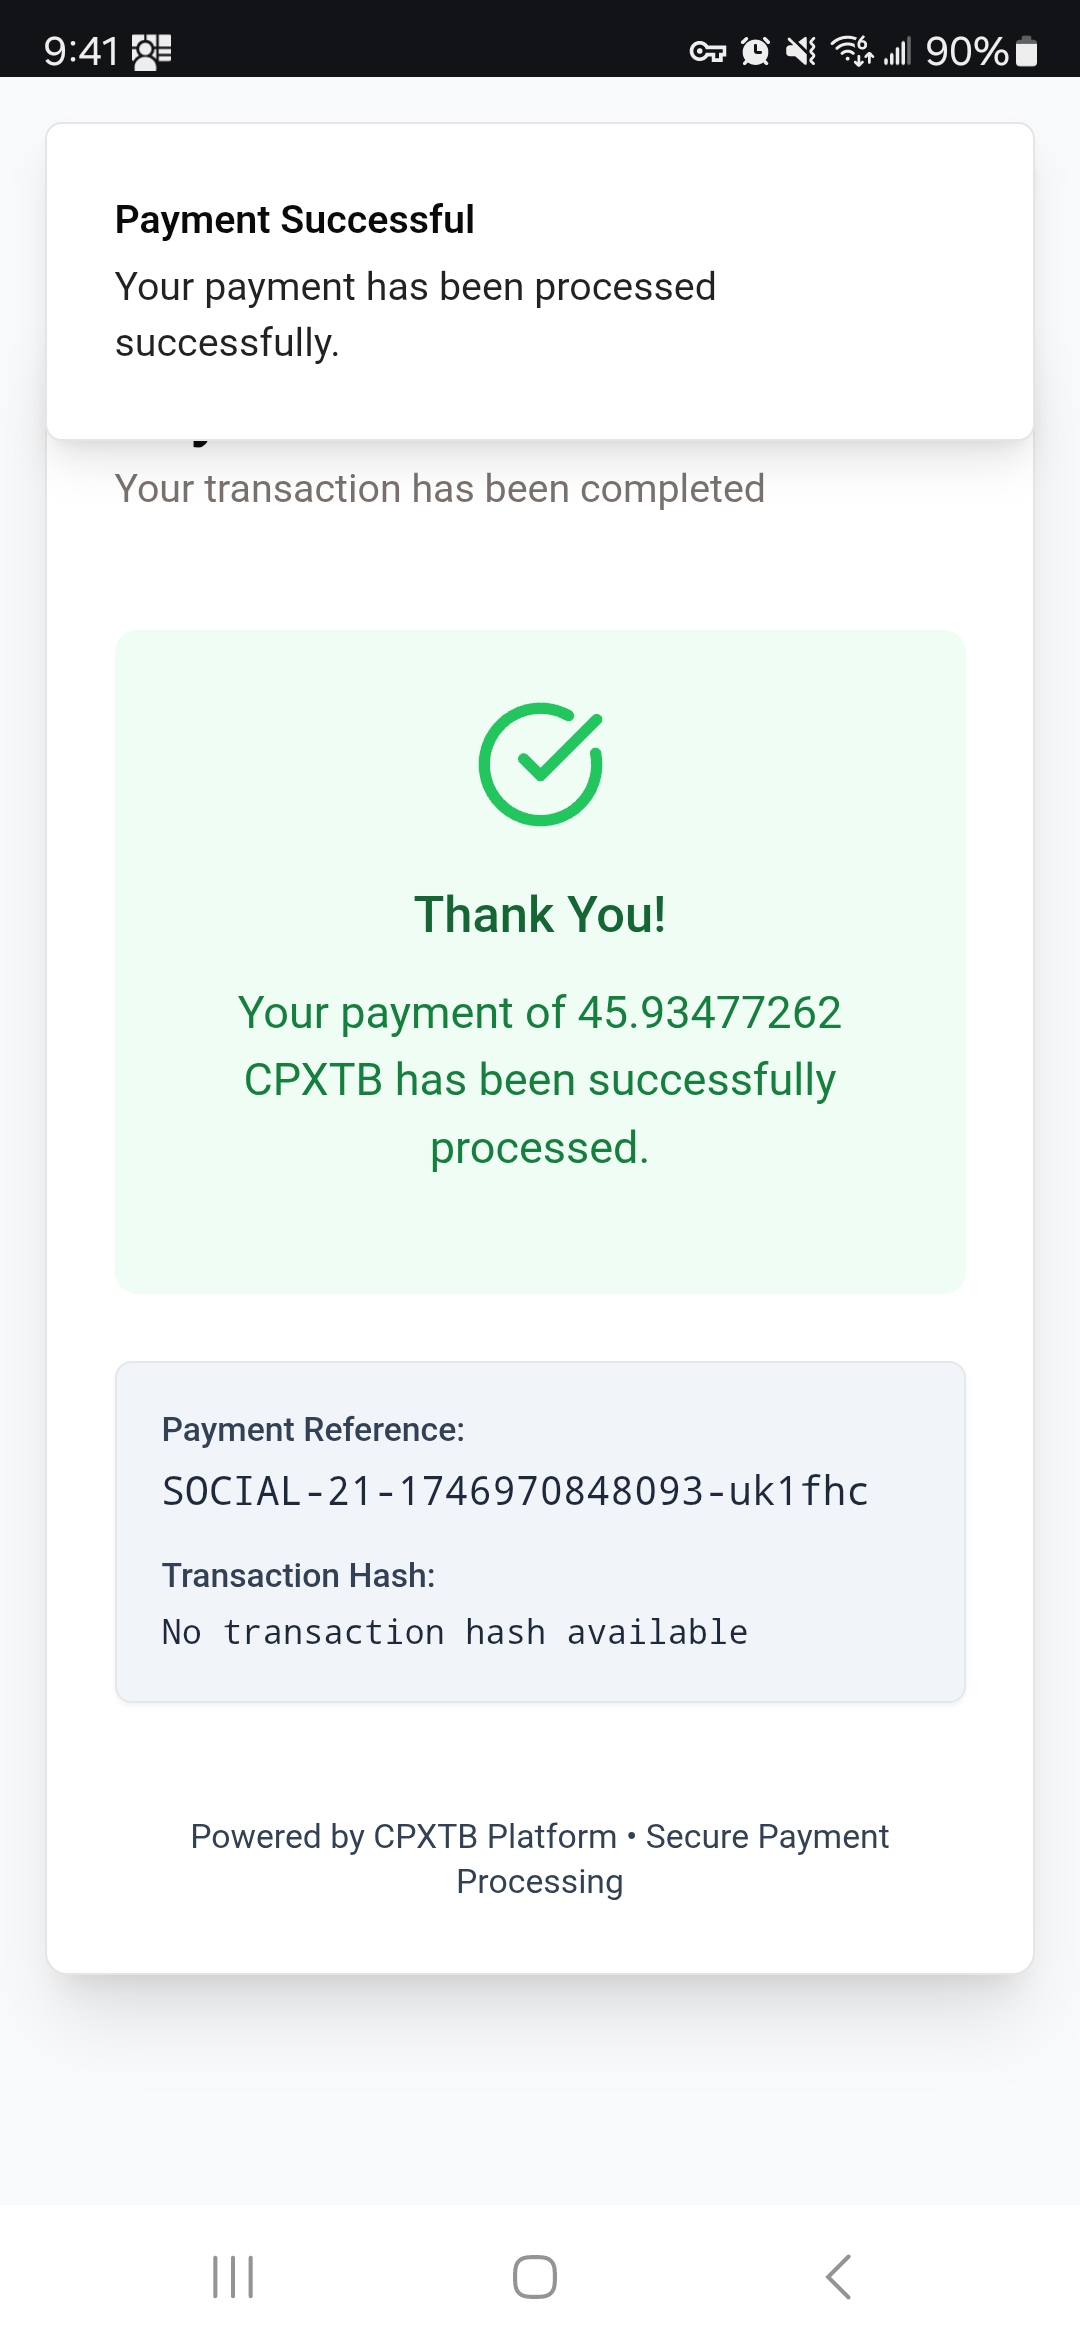 9:41
6
90%
Payment Successful
Your payment has been processed
successfully.
Your transaction has been completed
Thank You!
Your payment of 45.93477262
CPXTB has been successfully
processed.
Payment Reference:
SOCIAL-21-1746970848093-uk1fhc
Transaction Hash:
No transaction hash available
Powered by CPXTB Platform • Secure Payment
Processing